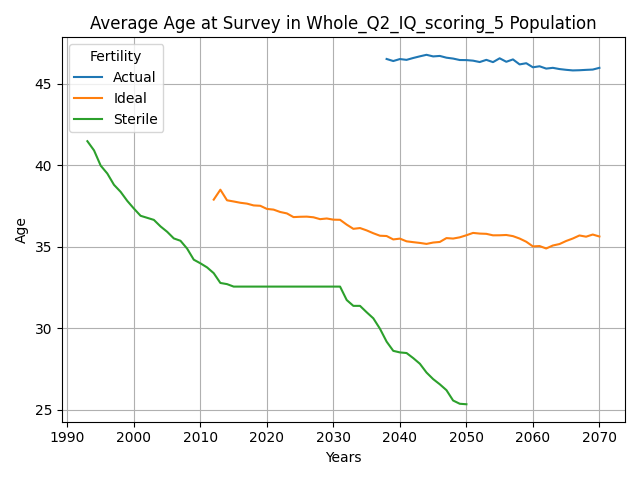 Average Age at Survey in Whole_Q2_IQ_scoring_5 Population
Fertility
Actual
Ideal
Sterile
Age
45
40
35
30
25
1990 2000 2010 2020 2030 2040 2050 2060 2070
Years